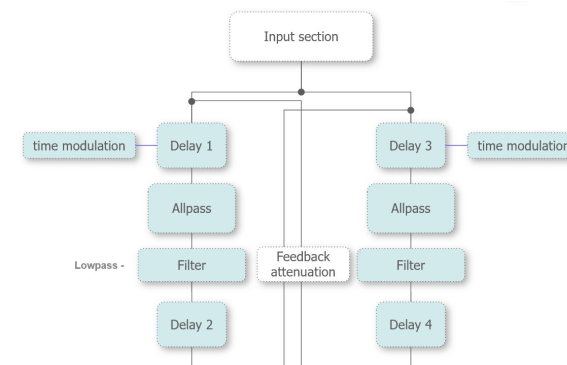 Input section
time modulation
Delay 1
Delay 3
time modulation
Allpass
Allpass
Lowpass -
Filter
Feedback
attenuation
Filter
Delay 2
Delay 4